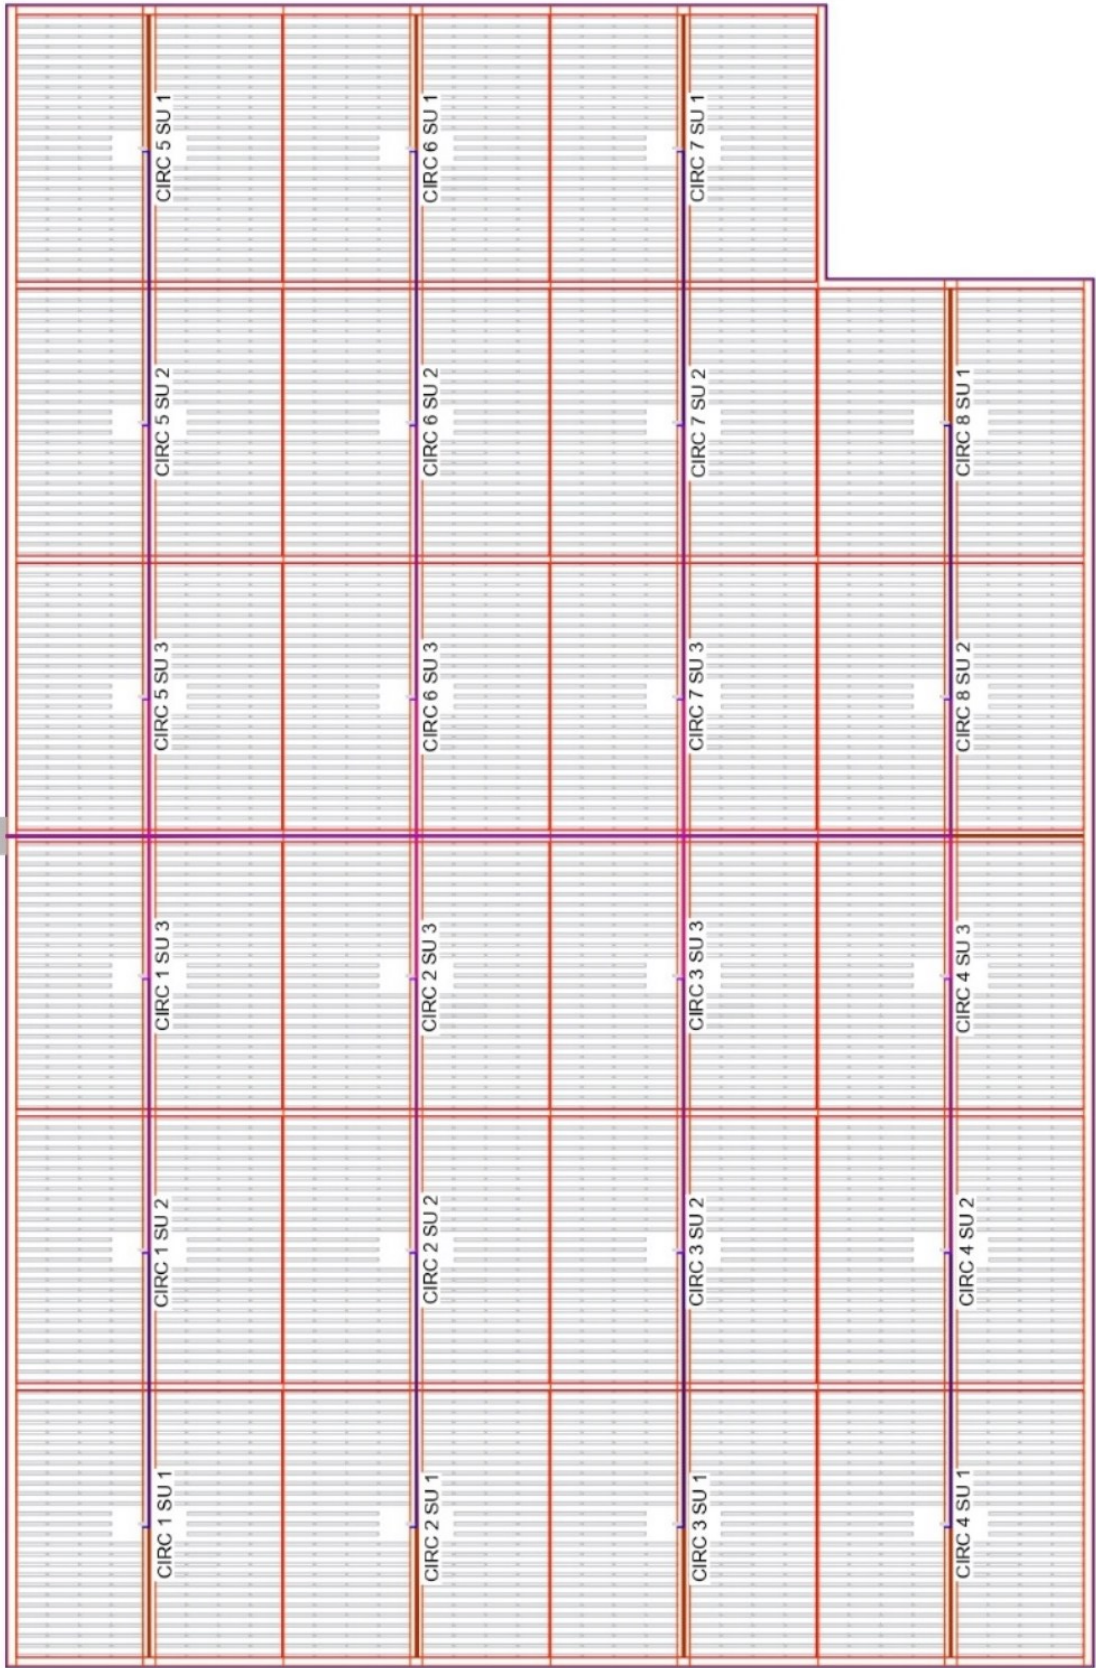 CIRC 5 SU 1
CIRC 6 SU 1
CIRC 7 SU 1
CIRC 5 SU 2
CIRC 6 SU 2
CIRC 7 SU 2
CIRC 8 SU 1
CIRC 5 SU 3
CIRC 6 SU 3
CIRC 7 SU 3
CIRC 8 SU 2
CIRC 1 SU 3
CIRC 2 SU 3
CIRC 3 SU 3
CIRC 4 SU 3
CIRC 1 SU 2
CIRC 2 SU 2
CIRC 3 SU 2
CIRC 4 SU 2
CIRC 1 SU 1
CIRC 2 SU 1
CIRC 3 SU 1
CIRC 4 SU 1